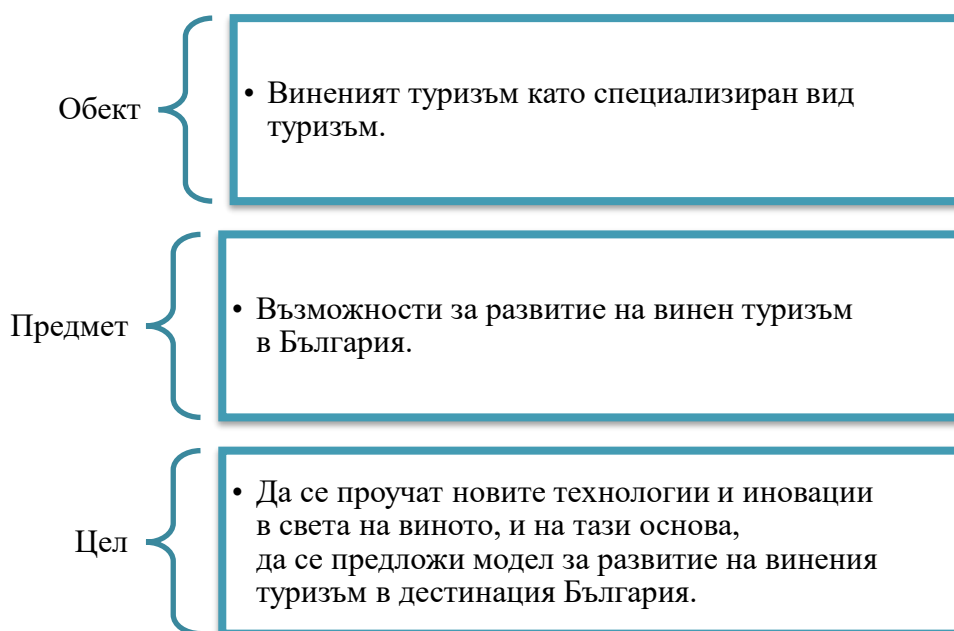 Обект
• Виненият туризъм като специализиран вид
туризъм.
Предмет
• Възможности за развитие на винен туризъм
в България.
Цел
• Да се проучат новите технологии и иновации
в света на виното, и на тази основа,
да се предложи модел за развитие на винения
туризъм в дестинация България.